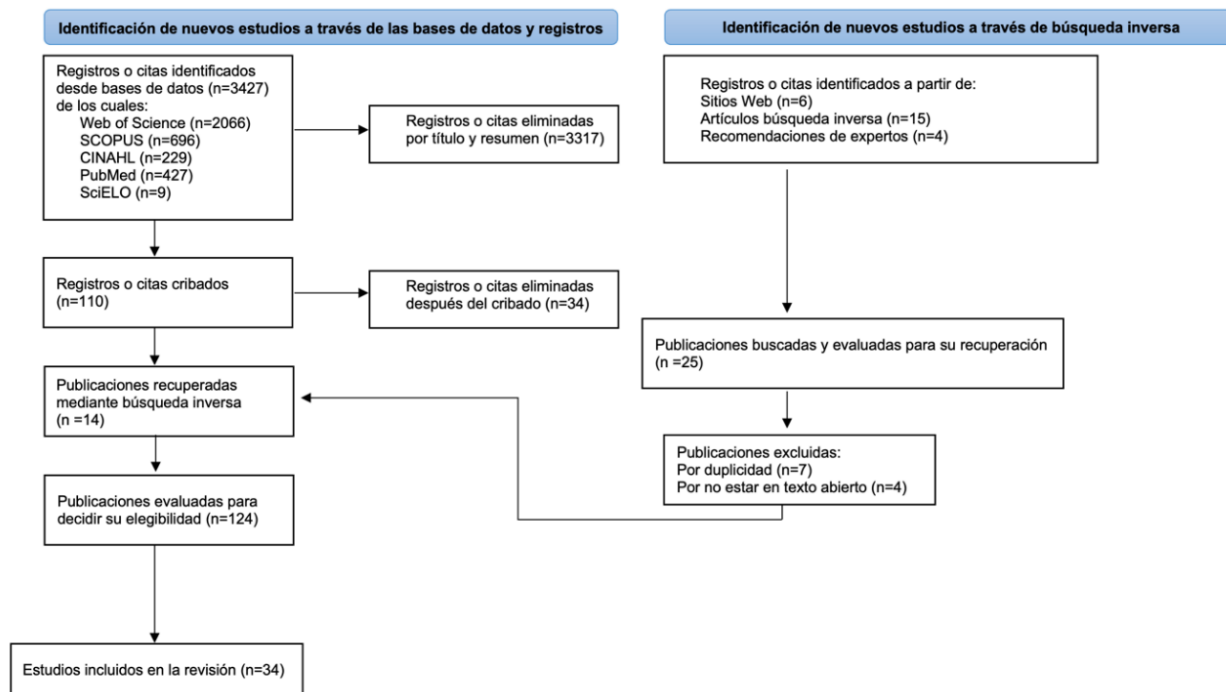 Identificación de nuevos estudios a través de las bases de datos y registros
Registros o citas identificados
desde bases de datos (n=3427)
de los cuales:
Web of Science (n=2066)
SCOPUS (n=696)
CINAHL (n=229)
PubMed (n=427)
SciELO (n=9)
Registros o citas eliminadas
por título y resumen (n=3317)
Registros o citas cribados
(n=110)
Registros o citas eliminadas
después del cribado (n=34)
Publicaciones recuperadas
mediante búsqueda inversa
(n =14)
Publicaciones evaluadas para
decidir su elegibilidad (n=124)
Estudios incluidos en la revisión (n=34)
Identificación de nuevos estudios a través de búsqueda inversa
Registros o citas identificados a partir de:
Sitios Web (n=6)
Artículos búsqueda inversa (n=15)
Recomendaciones de expertos (n=4)
Publicaciones buscadas y evaluadas para su recuperación
(n =25)
Publicaciones excluidas:
Por duplicidad (n=7)
Por no estar en texto abierto (n=4)